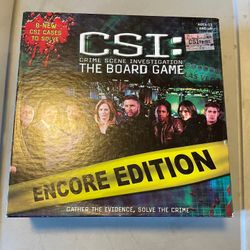 8 NEW
CSI CASES
TO SOLVE
CSI:
CRIME SCENE INVESTIGATION
THE BOARD GAME
ENCORE EDITION
GATHER THE EVIDENCE, SOLVE THE CRIME